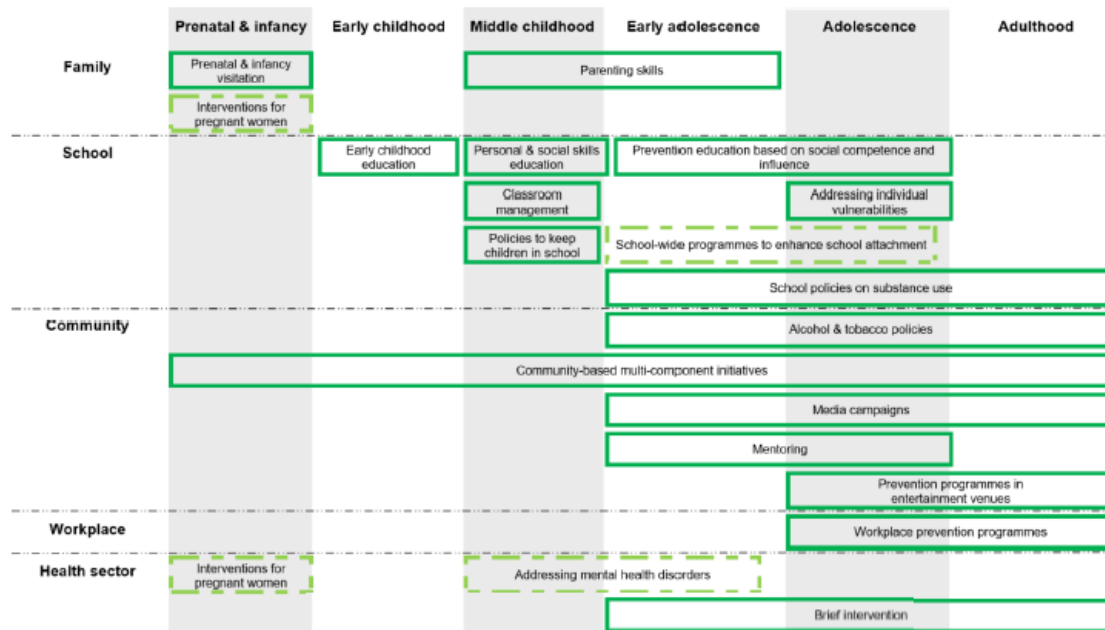 Prenatal & infancy Early childhood Middle childhood Early adolescence Adolescence Adulthood
Family
Prenatal & infancy
visitation
Parenting skills
Interventions for
pregnant women
School
Early childhood
education
Personal & social skills
education
Prevention education based on social competence and
influence
Classroom
management
Addressing individual
vulnerabilities
Policies to keep
children in school
School-wide programmes to enhance school attachment
School policies on substance use
Community
Alcohol & tobacco policies
Community-based multi-component initiatives
Media campaigns
Mentoring
Prevention programmes in
entertainment venues
Workplace
Workplace prevention programmes
Health sector
Interventions for
pregnant women
Addressing mental health disorders
Brief intervention